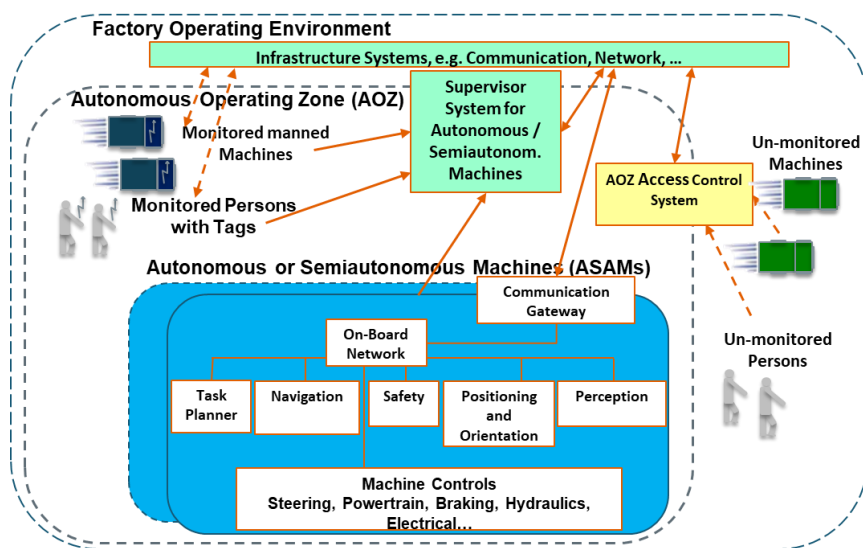 Factory Operating Environment
Infrastructure Systems, e.g. Communication, Network, ...
Autonomous Operating Zone (AOZ)
Supervisor
System for
Autonomous /
Semiautonom.
Machines
Monitored manned
Machines
Monitored Persons
with Tags
Un-monitored
Machines
AOZ Access Control
System
Autonomous or Semiautonomous Machines (ASAMs)
Communication
Gateway
On-Board
Network
Un-monitored
Persons
Task
Planner
Navigation
Safety
Positioning
and
Orientation
Perception
Machine Controls
Steering, Powertrain, Braking, Hydraulics,
Electrical...